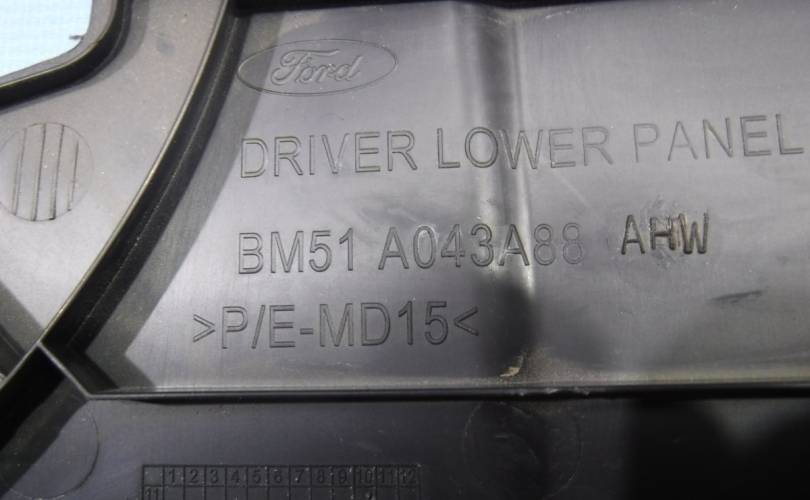 Ford
DRIVER LOWER PANEL
BM51 A043A88 AHW
>P/E-MD15<
1 2 3 4 5 6 7 8 9 10 11 12
11